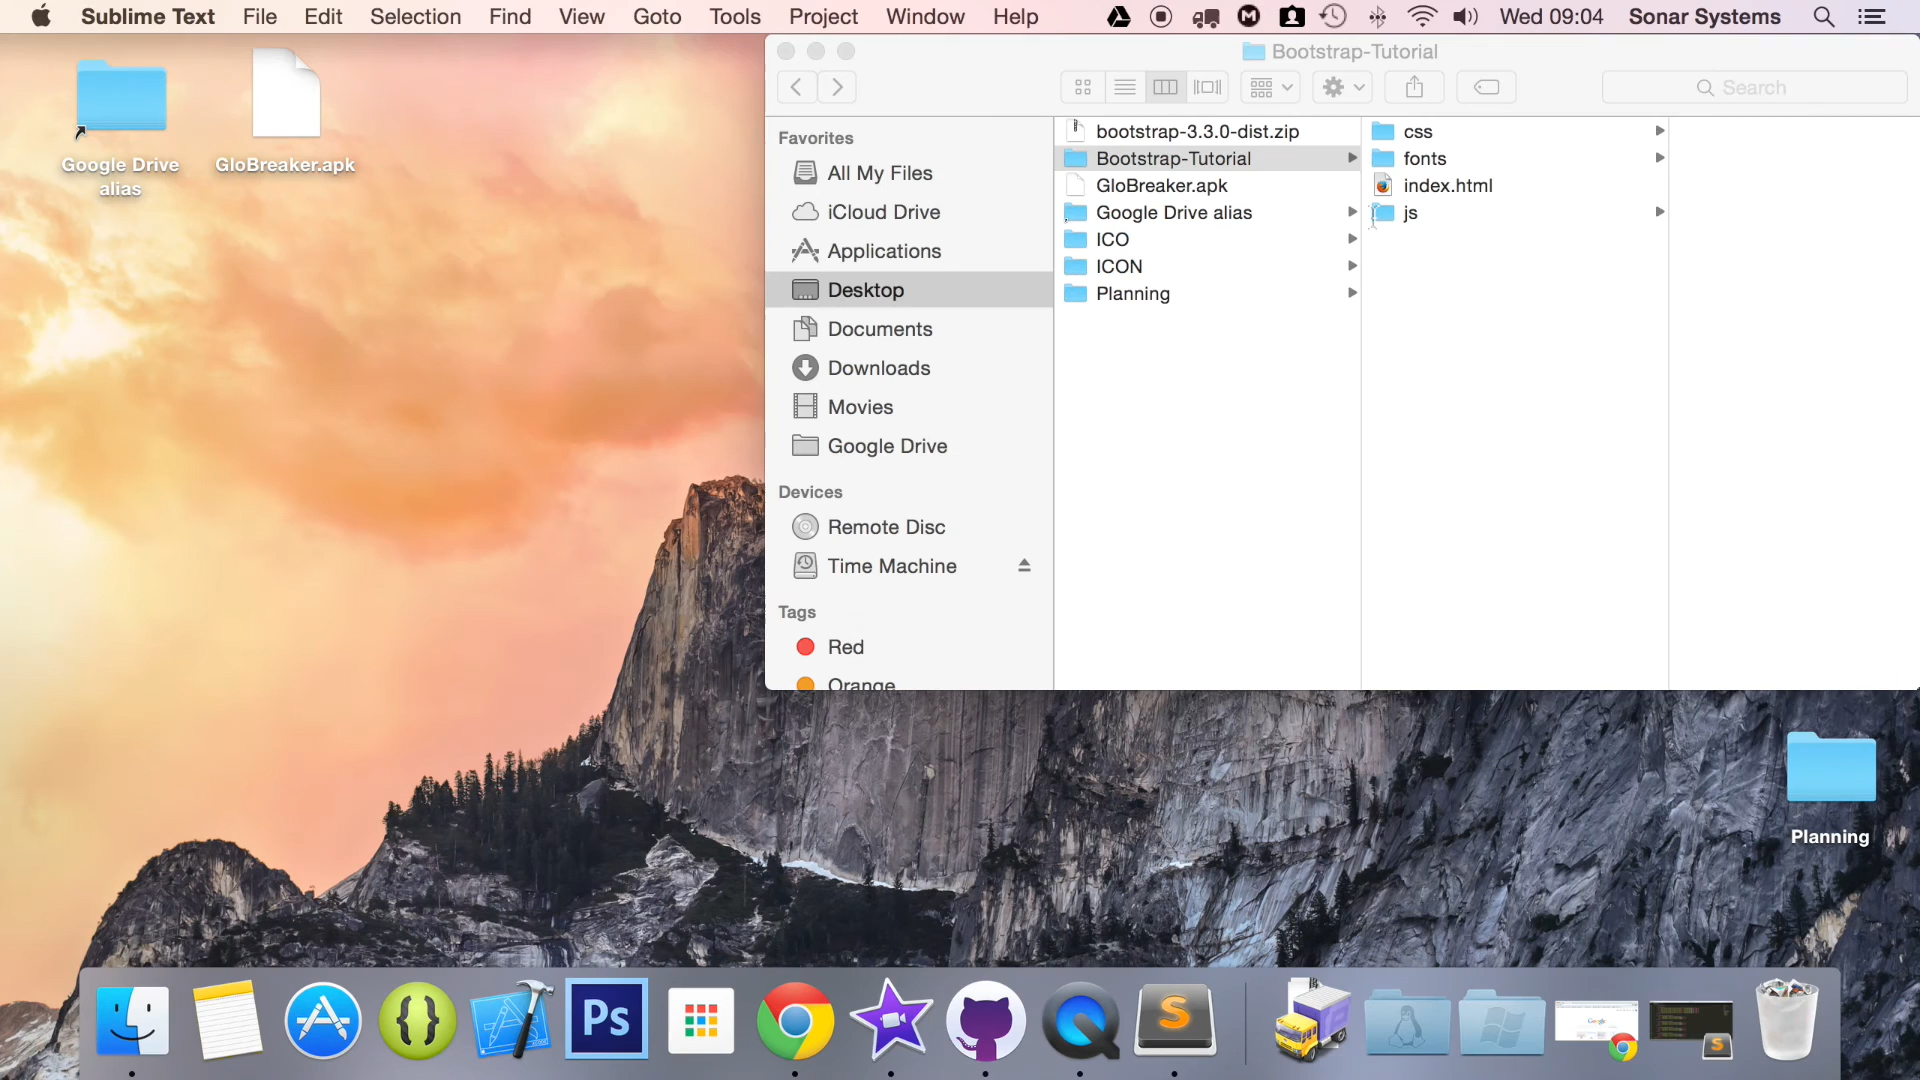 Sublime Text File Edit Selection Find View Goto Tools Project Window Help Wed 09:04 Sonar Systems
Google Drive alias
GloBreaker.apk
Bootstrap-Tutorial
Search
Favorites
All My Files
iCloud Drive
Applications
Desktop
Documents
Downloads
Movies
Google Drive
Devices
Remote Disc
Time Machine
Tags
Red
Orange
bootstrap-3.3.0-dist.zip
Bootstrap-Tutorial
GloBreaker.apk
Google Drive alias
ICO
ICON
Planning
css
fonts
index.html
js
Planning
Ps
Google